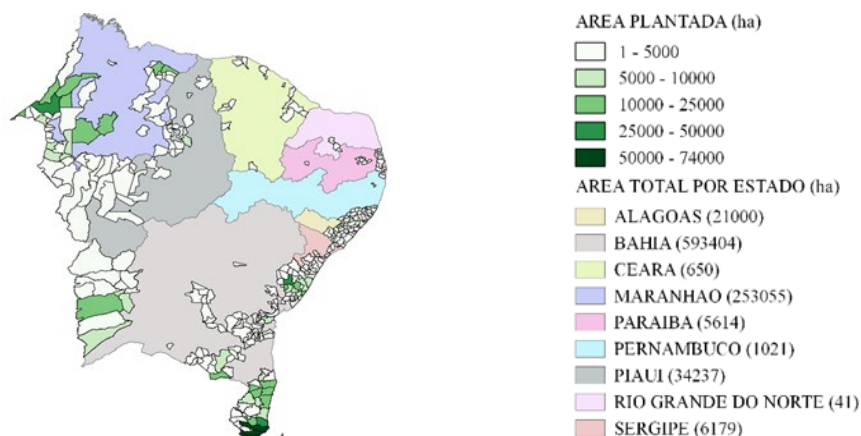 AREA PLANTADA (ha)
1 - 5000
5000 - 10000
10000 - 25000
25000 - 50000
50000 - 74000
AREA TOTAL POR ESTADO (ha)
ALAGOAS (21000)
BAHIA (593404)
CEARA (650)
MARANHAO (253055)
PARAIBA (5614)
PERNAMBUCO (1021)
PIAUI (34237)
RIO GRANDE DO NORTE (41)
SERGIPE (6179)